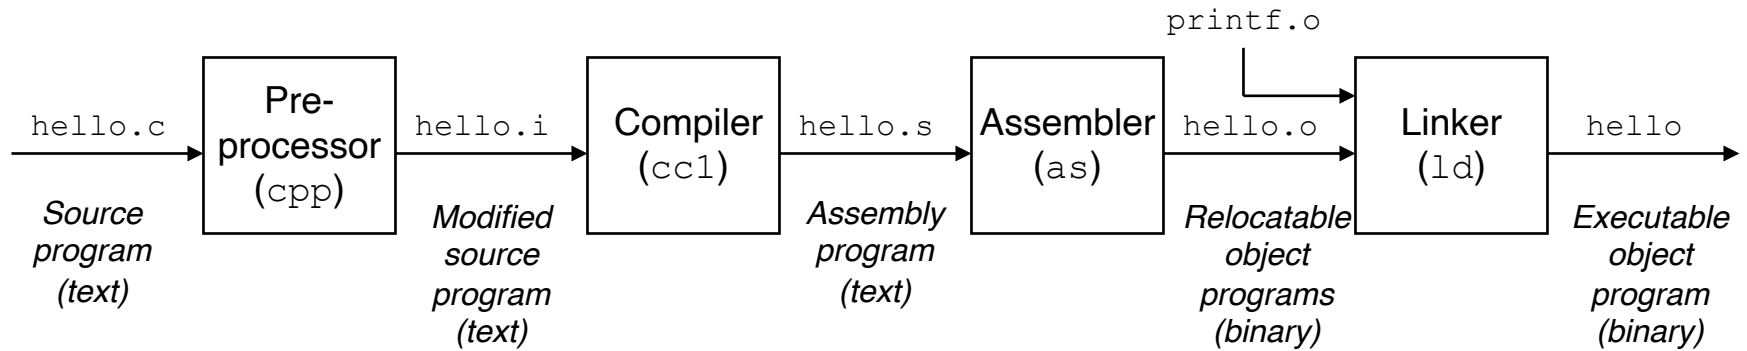 printf.o
hello.c
Pre-
processor
(cpp)
hello.i
Compiler
(cc1)
hello.s
Assembler
(as)
hello.o
Linker
(ld)
hello
Source
program
(text)
Modified
source
program
(text)
Assembly
program
(text)
Relocatable
object
programs
(binary)
Executable
object
program
(binary)